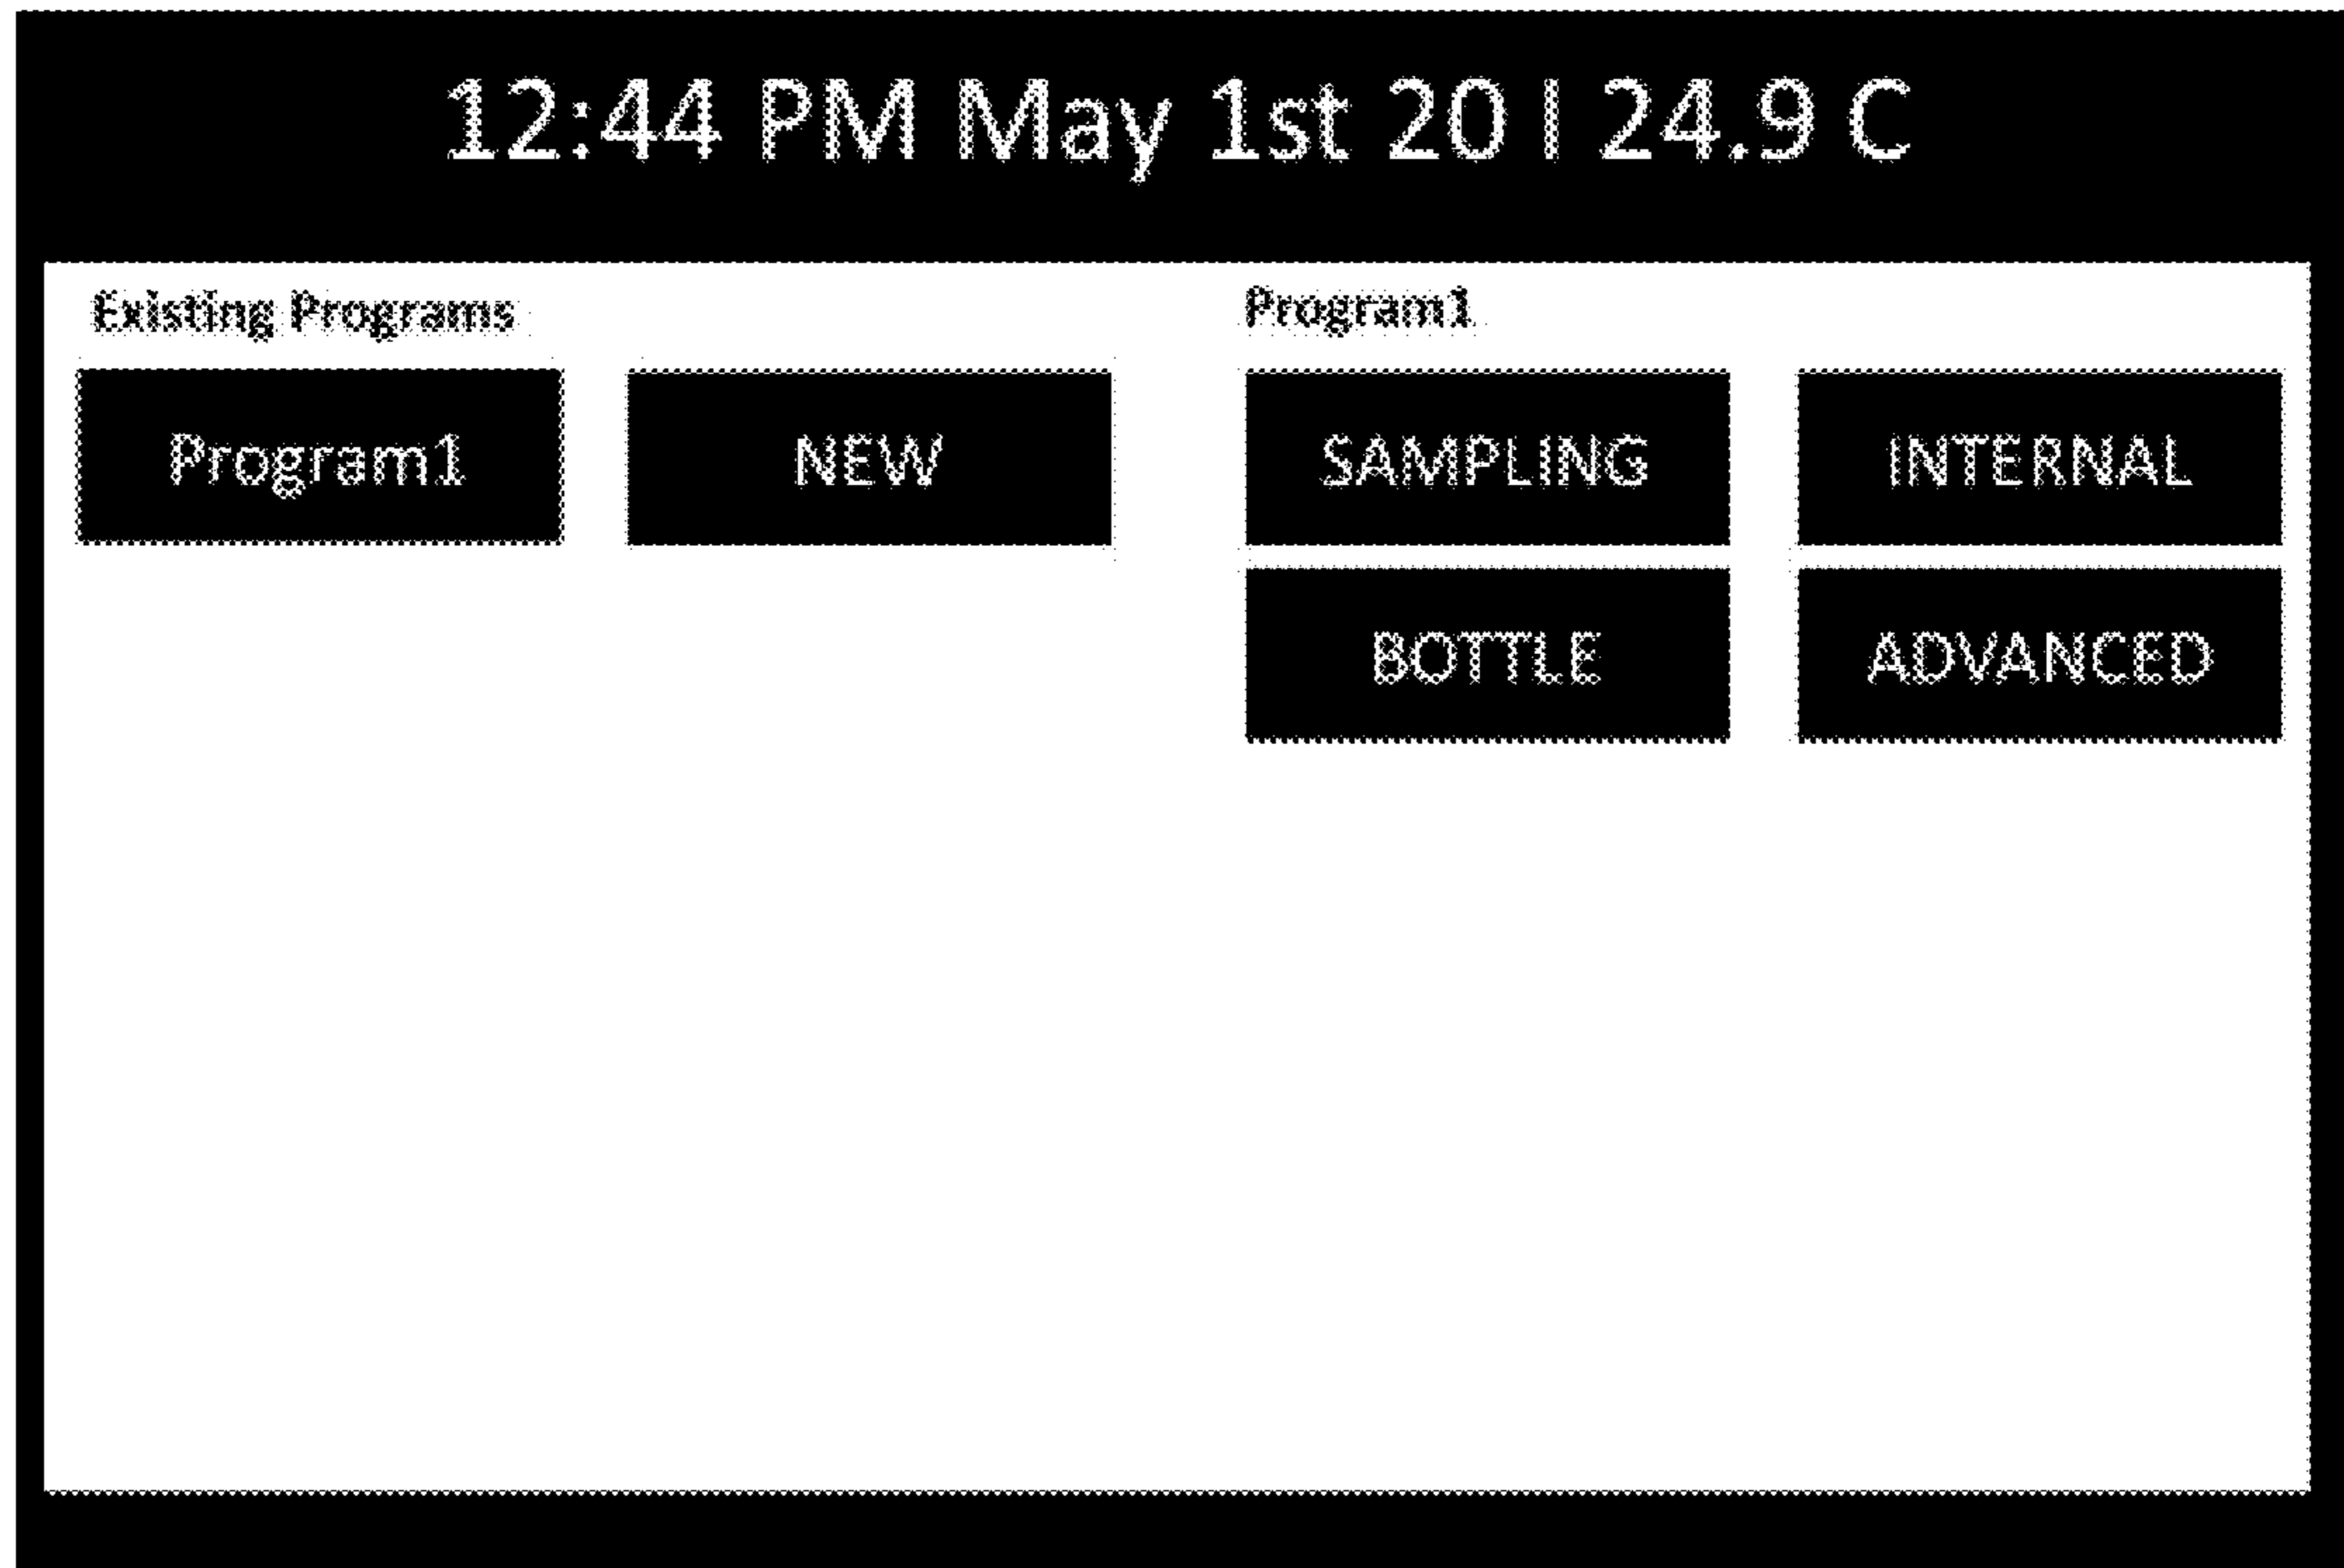 12:44 PM May 1st 20 | 24.9 C
Existing Programs
Program1 NEW
Program1
SAMPLING INTERNAL
BOTTLE ADVANCED